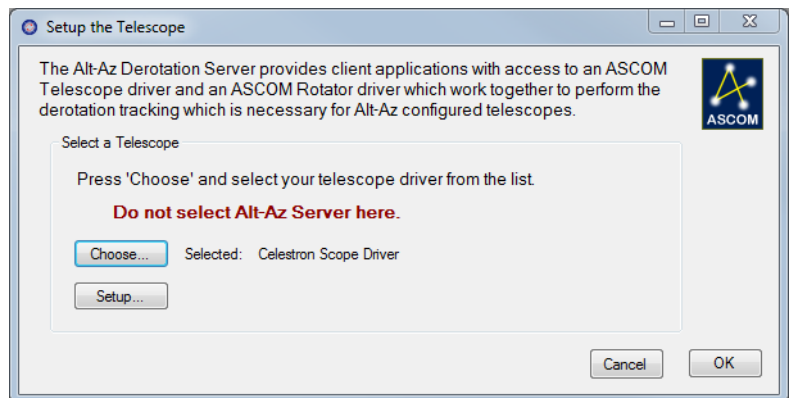 Setup the Telescope
The Alt-Az Derotation Server provides client applications with access to an ASCOM
Telescope driver and an ASCOM Rotator driver which work together to perform the
derotation tracking which is necessary for Alt-Az configured telescopes.
ASCOM
Select a Telescope
Press 'Choose' and select your telescope driver from the list.
Do not select Alt-Az Server here.
Choose... Selected: Celestron Scope Driver
Setup...
Cancel OK